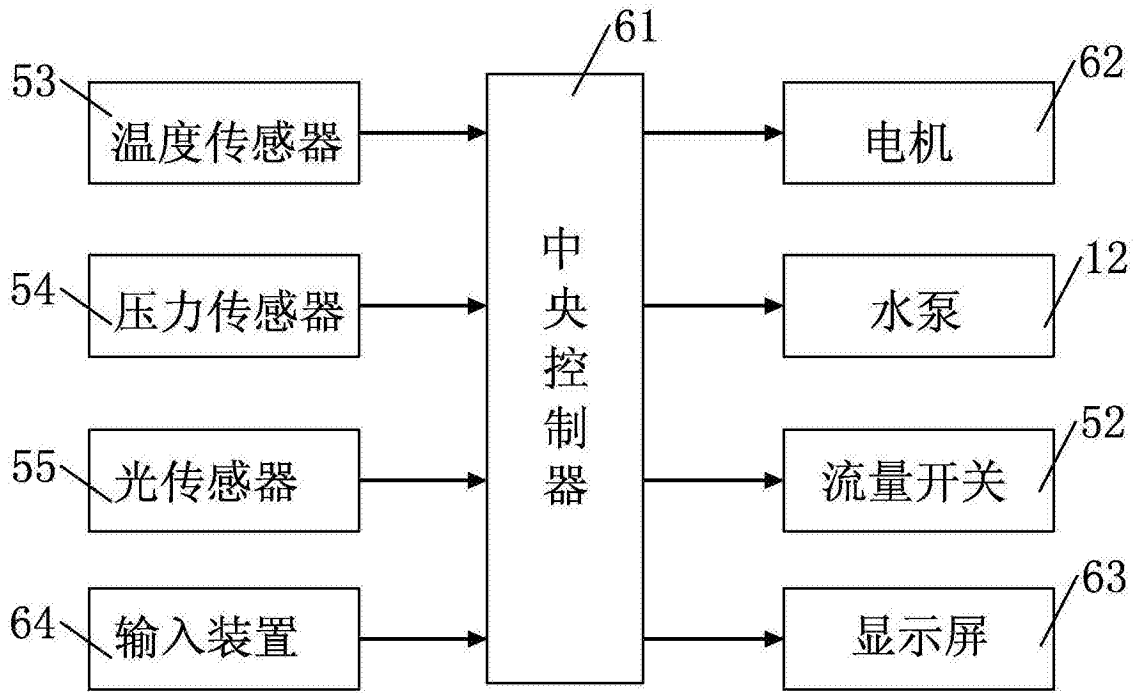 61
53
温度传感器
62
电机
54
压力传感器
12
水泵
中央控制器
55
光传感器
52
流量开关
64
输入装置
63
显示屏